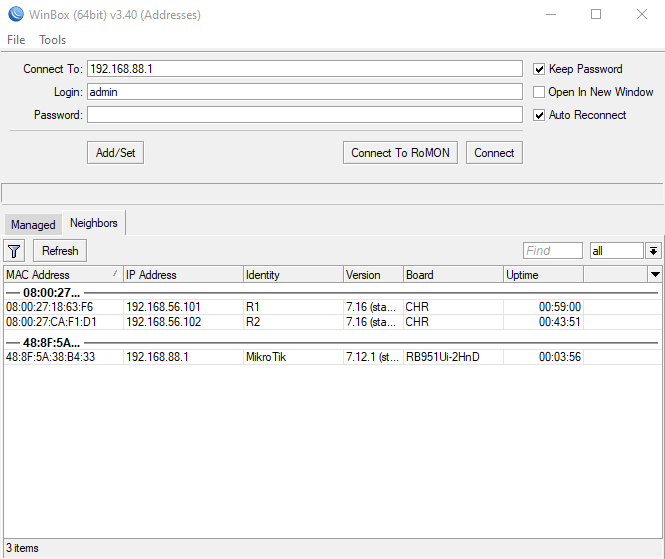 WinBox (64bit) v3.40 (Addresses)
File Tools
Connect To: 192.168.88.1
Keep Password
Login: admin
Open In New Window
Password:
Auto Reconnect
Add/Set Connect To RoMON Connect
Managed Neighbors
Refresh Find all
MAC Address / IP Address Identity Version Board Uptime
08:00:27...
08:00:27:18:63:F6 192.168.56.101 R1 7.16 (sta... CHR 00:59:00
08:00:27:CA:F1:D1 192.168.56.102 R2 7.16 (sta... CHR 00:43:51
48:8F:5A...
48:8F:5A:38:B4:33 192.168.88.1 MikroTik 7.12.1 (st... RB951Ui-2HnD 00:03:56
3 items